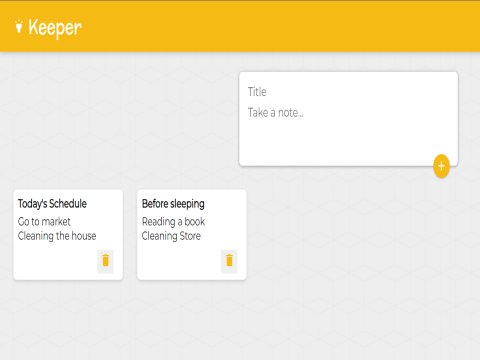 Keeper
Title
Take a note...
Today's Schedule
Go to market
Cleaning the house
Before sleeping
Reading a book
Cleaning Store